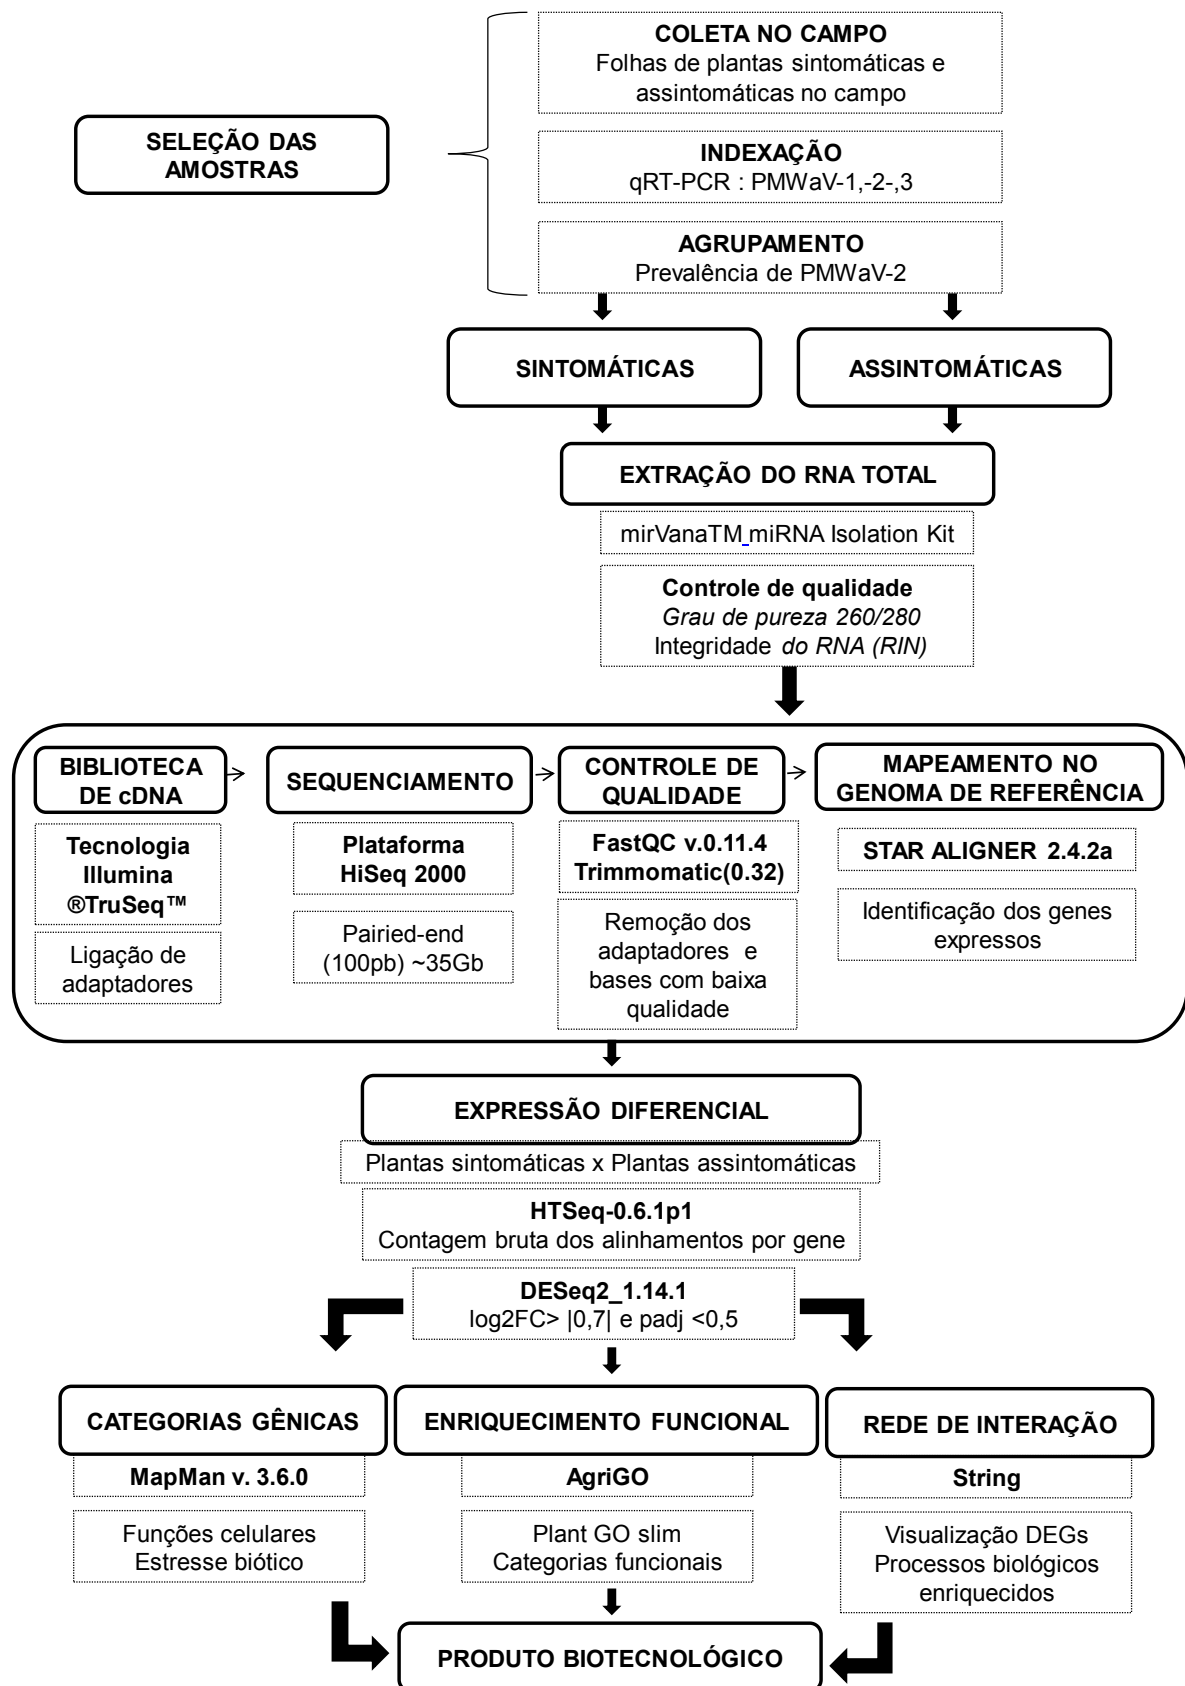 COLETA NO CAMPO
Folhas de plantas sintomáticas e
assintomáticas no campo
SELEÇÃO DAS
AMOSTRAS
INDEXAÇÃO
qRT-PCR : PMWaV-1,-2-,3
AGRUPAMENTO
Prevalência de PMWaV-2
SINTOMÁTICAS
ASSINTOMÁTICAS
EXTRAÇÃO DO RNA TOTAL
mirVanaTM miRNA Isolation Kit
Controle de qualidade
Grau de pureza 260/280
Integridade do RNA (RIN)
BIBLIOTECA
DE cDNA
Tecnologia
Illumina
®TruSeq™
Ligação de
adaptadores
SEQUENCIAMENTO
Plataforma
HiSeq 2000
Pairied-end
(100pb) ~35Gb
CONTROLE DE
QUALIDADE
FastQC v.0.11.4
Trimmomatic(0.32)
Remoção dos
adaptadores e
bases com baixa
qualidade
MAPEAMENTO NO
GENOMA DE REFERÊNCIA
STAR ALIGNER 2.4.2a
Identificação dos genes
expressos
EXPRESSÃO DIFERENCIAL
Plantas sintomáticas x Plantas assintomáticas
HTSeq-0.6.1p1
Contagem bruta dos alinhamentos por gene
DESeq2_1.14.1
log2FC> |0,7| e padj <0,5
CATEGORIAS GÊNICAS
MapMan v. 3.6.0
Funções celulares
Estresse biótico
ENRIQUECIMENTO FUNCIONAL
AgriGO
Plant GO slim
Categorias funcionais
REDE DE INTERAÇÃO
String
Visualização DEGs
Processos biológicos
enriquecidos
PRODUTO BIOTECNOLÓGICO